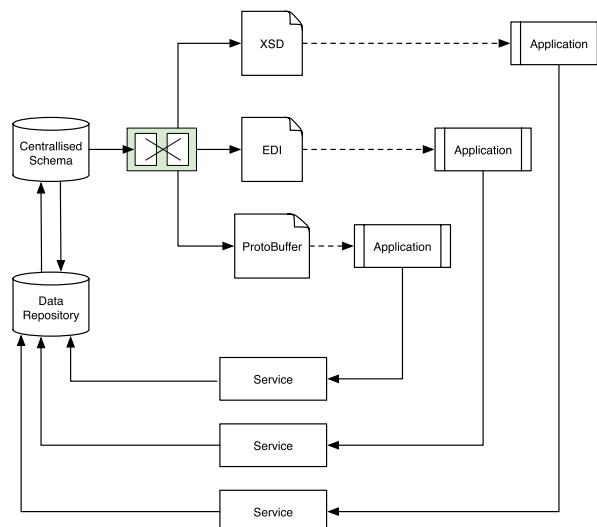 XSD
Application
Centralised
Schema
EDI
Application
ProtoBuffer
Application
Data
Repository
Service
Service
Service